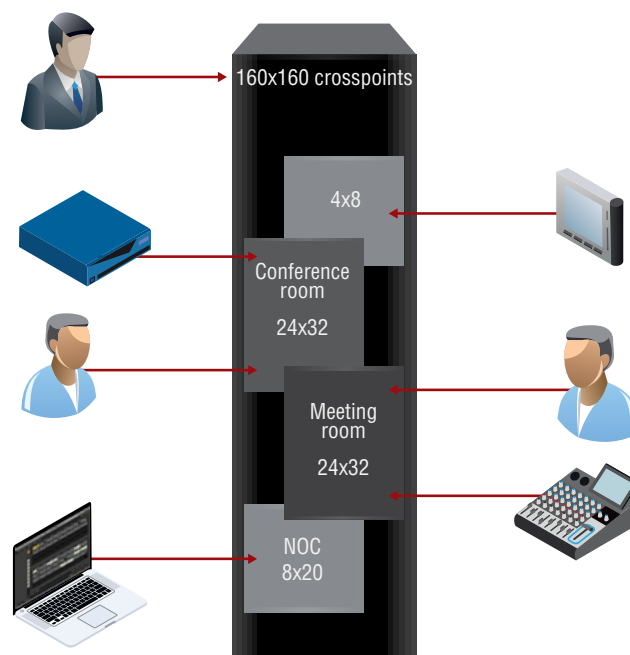 160x160 crosspoints
4x8
Conference
room
24x32
Meeting
room
24x32
NOC
8x20